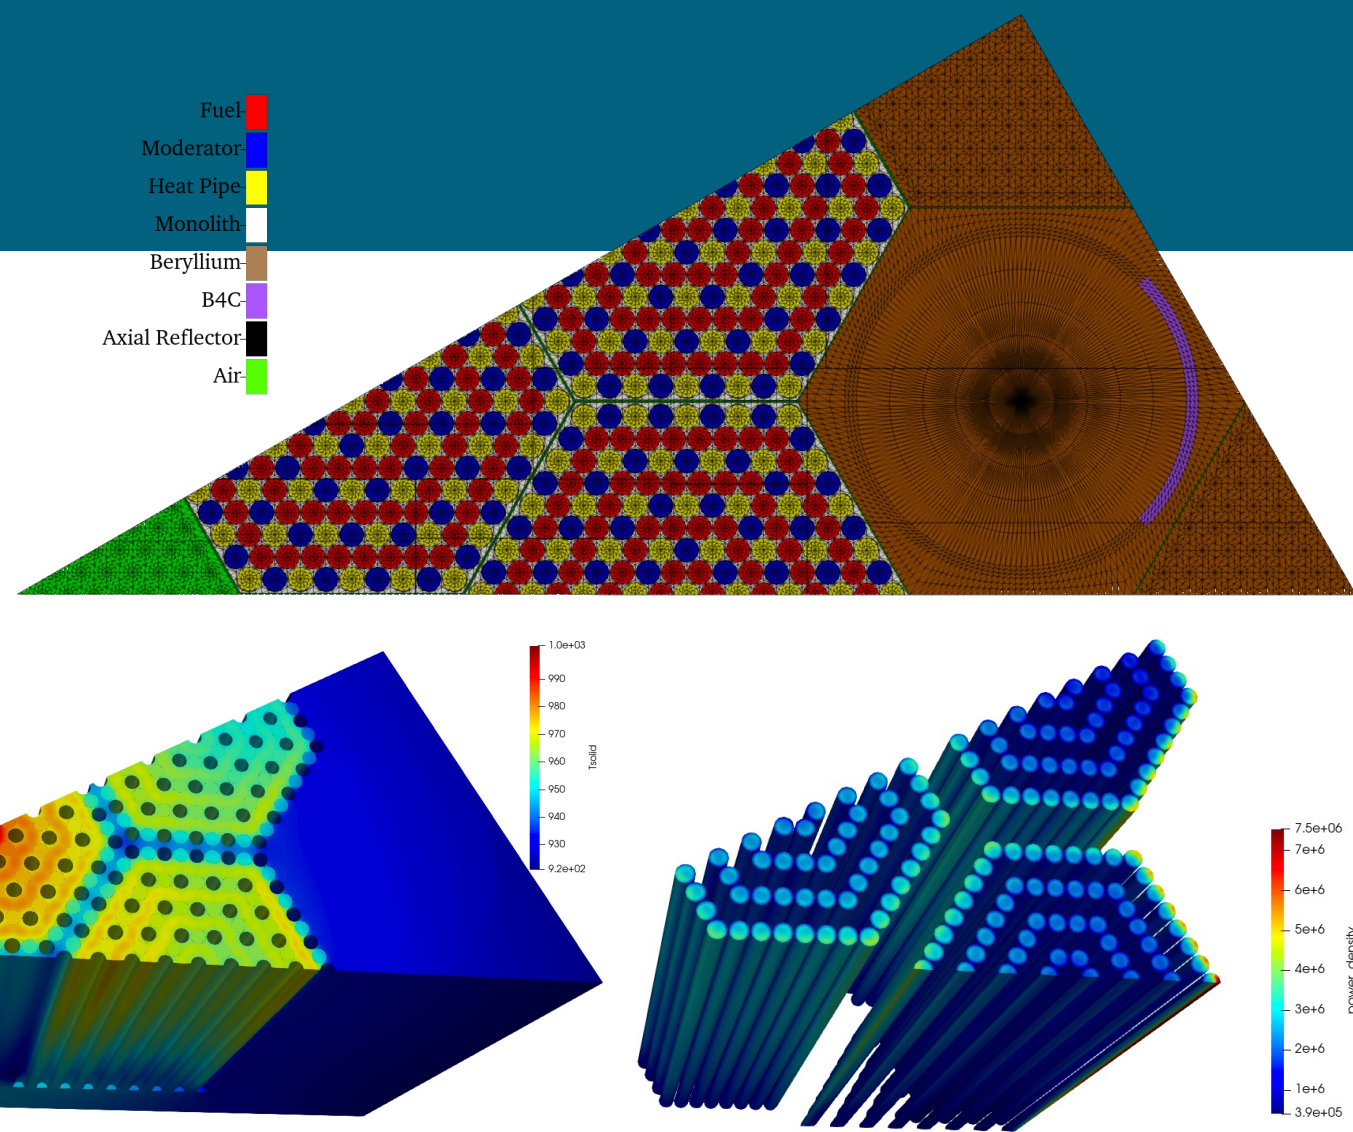 Fuel
Moderator
Heat Pipe
Monolith
Beryllium
B4C
Axial Reflector
Air
1.0e+03
990
980
970
960
950
940
930
9.2e+02
Tsolid
7.5e+06
7e+6
6e+6
5e+6
4e+6
3e+6
2e+6
1e+6
3.9e+05
power_density